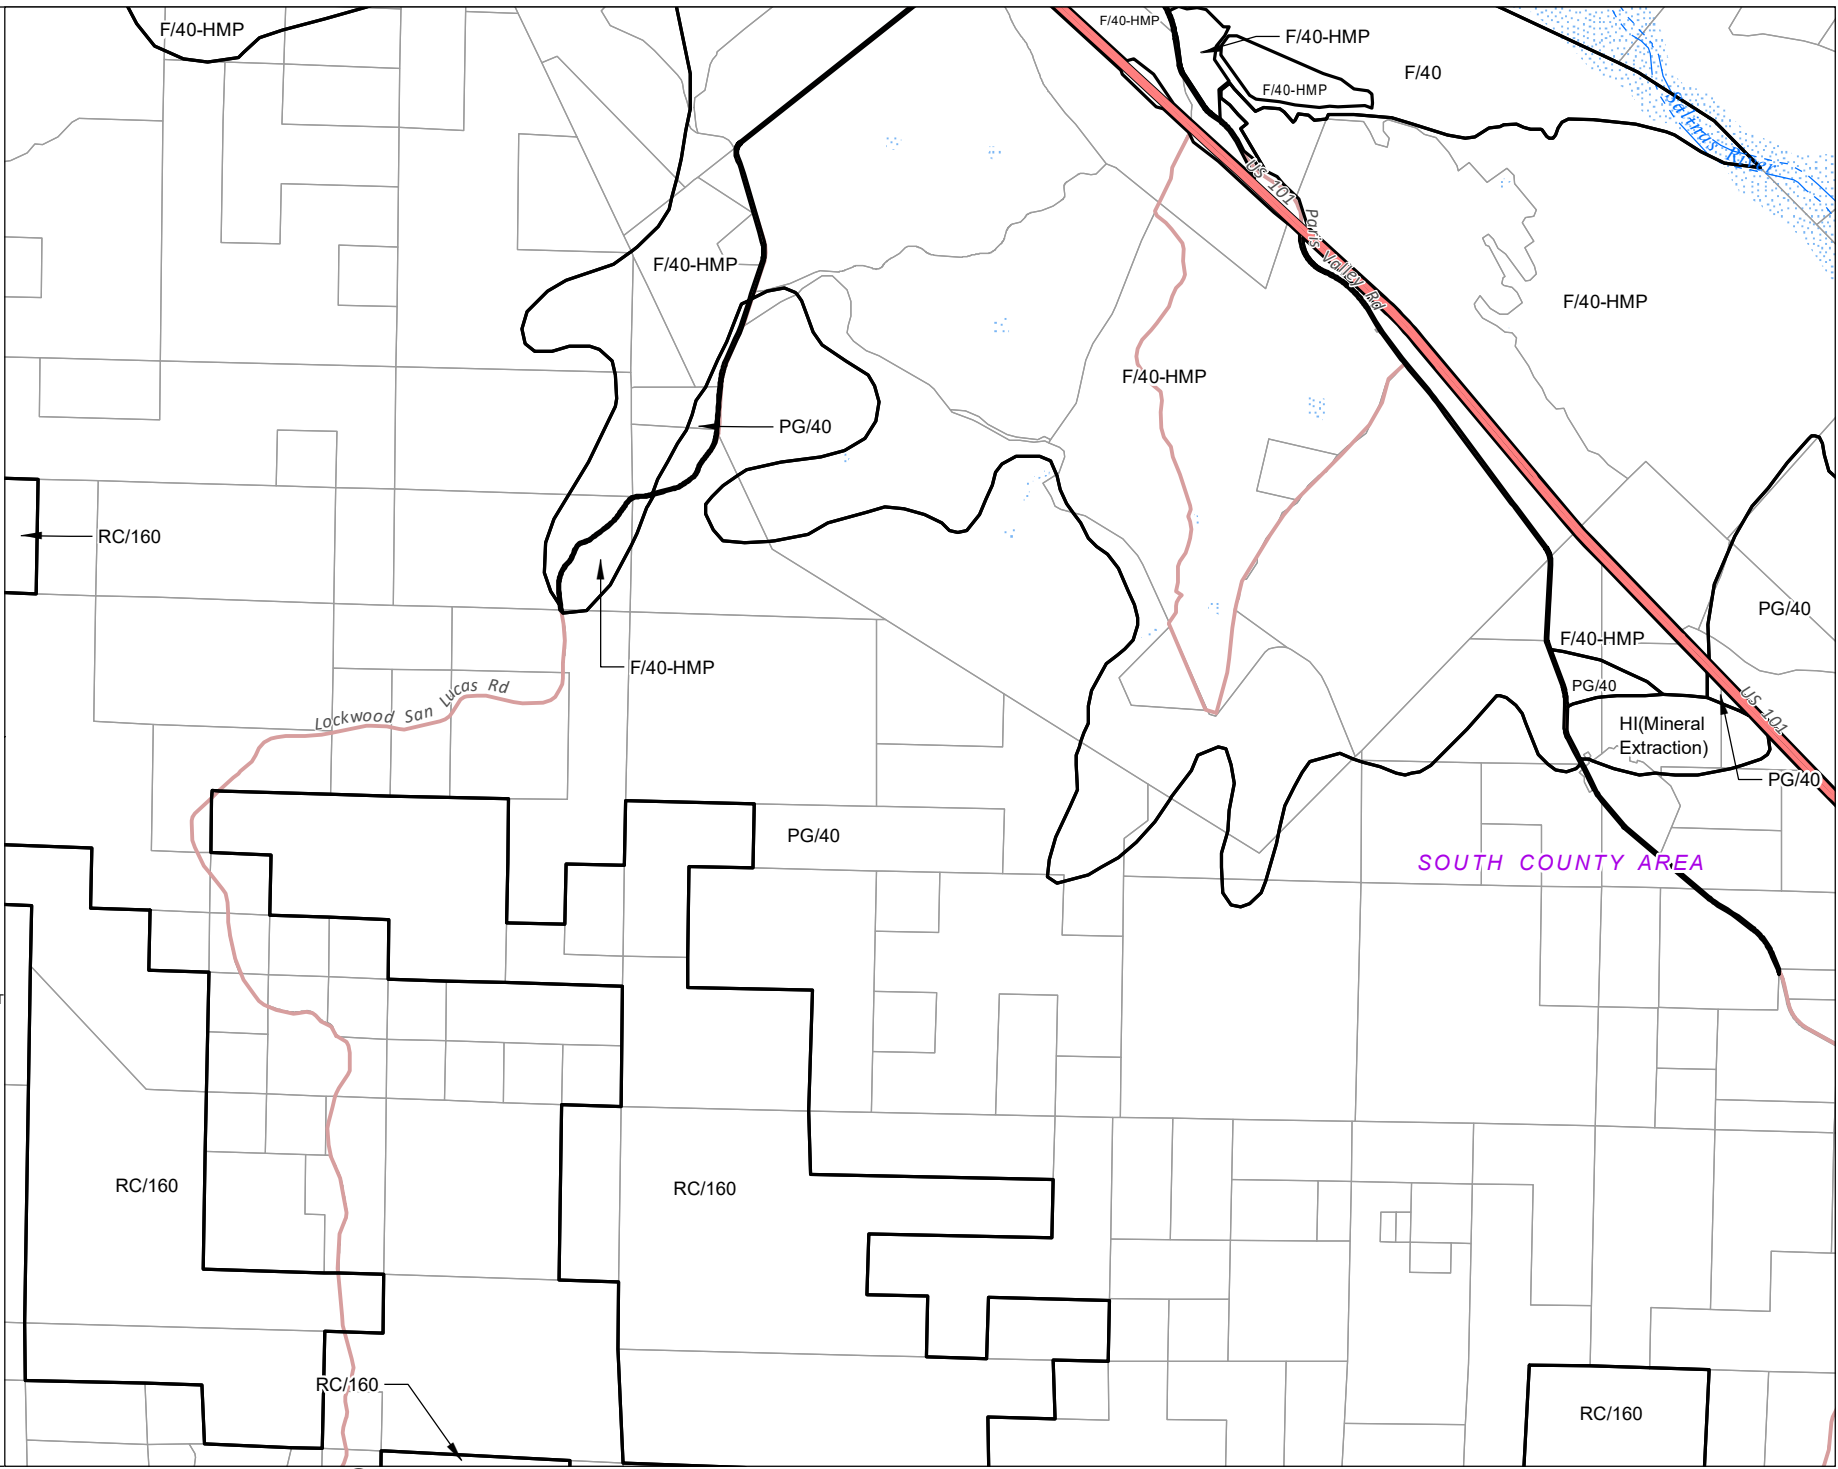 F/40-HMP
F/40-HMP
F/40-HMP
F/40
F/40-HMP
Salinas River
US 101
Paris Valley Rd
F/40-HMP
F/40-HMP
F/40-HMP
PG/40
RC/160
PG/40
F/40-HMP
F/40-HMP
Lockwood San Lucas Rd
PG/40
US 101
HI(Mineral
Extraction)
PG/40
PG/40
SOUTH COUNTY AREA
RC/160
RC/160
RC/160
RC/160